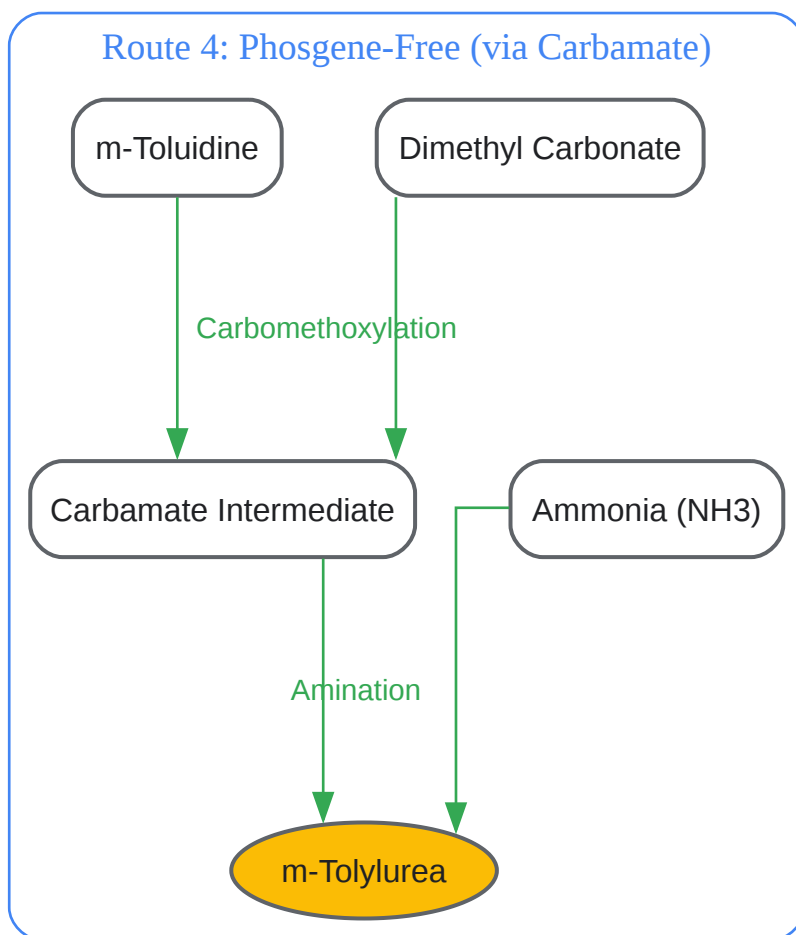 Route 4: Phosgene-Free (via Carbamate)
m-Toluidine
Dimethyl Carbonate
Carbomethoxylation
Carbamate Intermediate
Ammonia (NH3)
Amination
m-Tolylurea